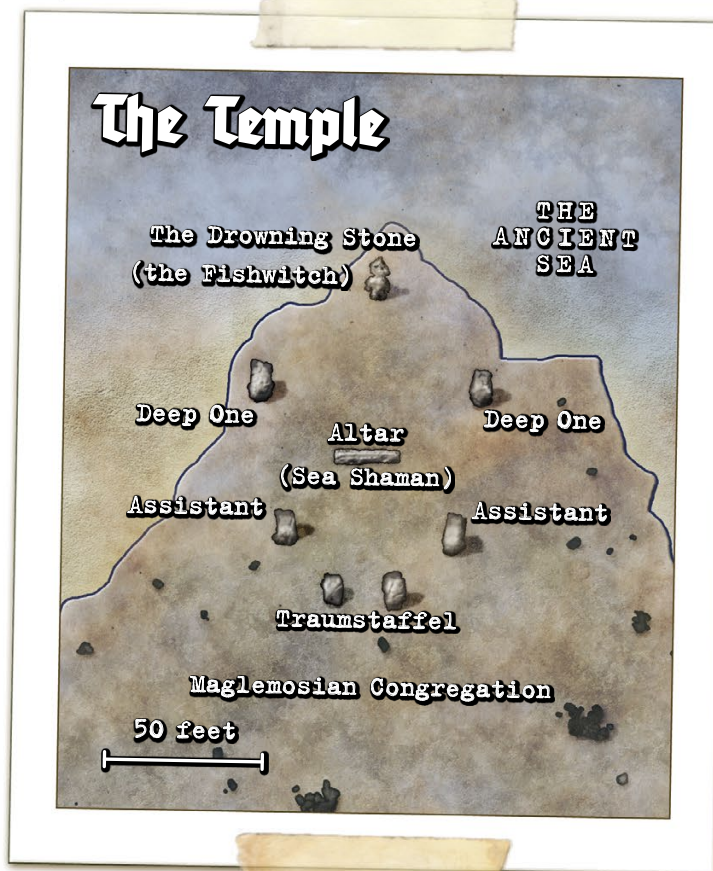 The Temple
THE
ANCIENT
SEA
The Drowning Stone
(the Fishwitch)
Deep One
Deep One
Altar
(Sea Shaman)
Assistant
Assistant
Traumstaffel
Maglemosian Congregation
50 feet